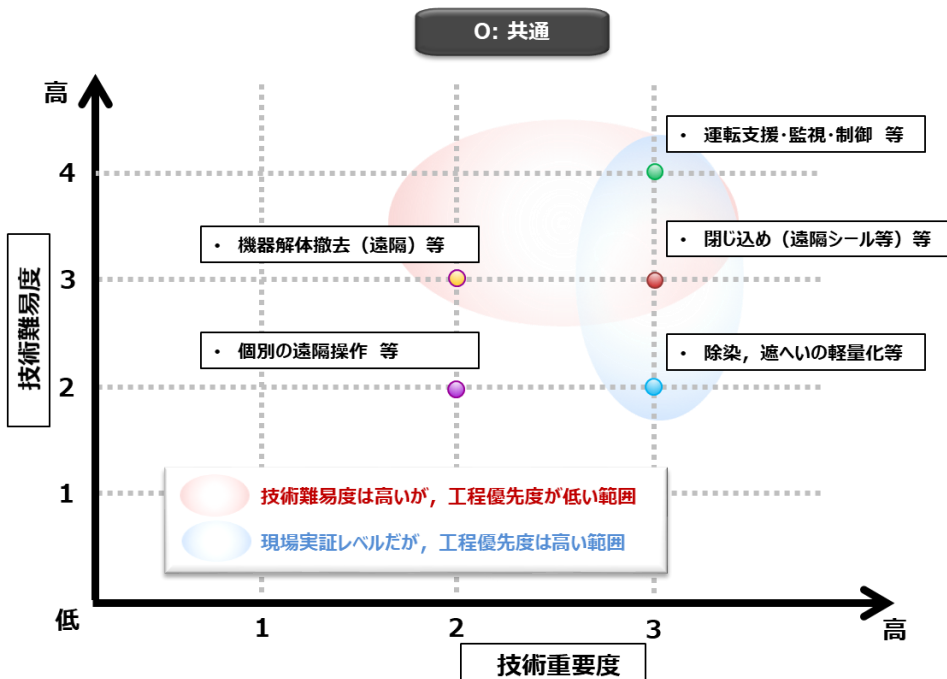 O: 共通
高
・ 運転支援・監視・制御 等
4
・ 機器解体撤去（遠隔）等
・ 閉じ込め（遠隔シール等）等
3
技術難易度
・ 個別の遠隔操作 等
・ 除染，遮へいの軽量化等
2
1
技術難易度は高いが，工程優先度が低い範囲
現場実証レベルだが，工程優先度は高い範囲
低
1
2
3
高
技術重要度